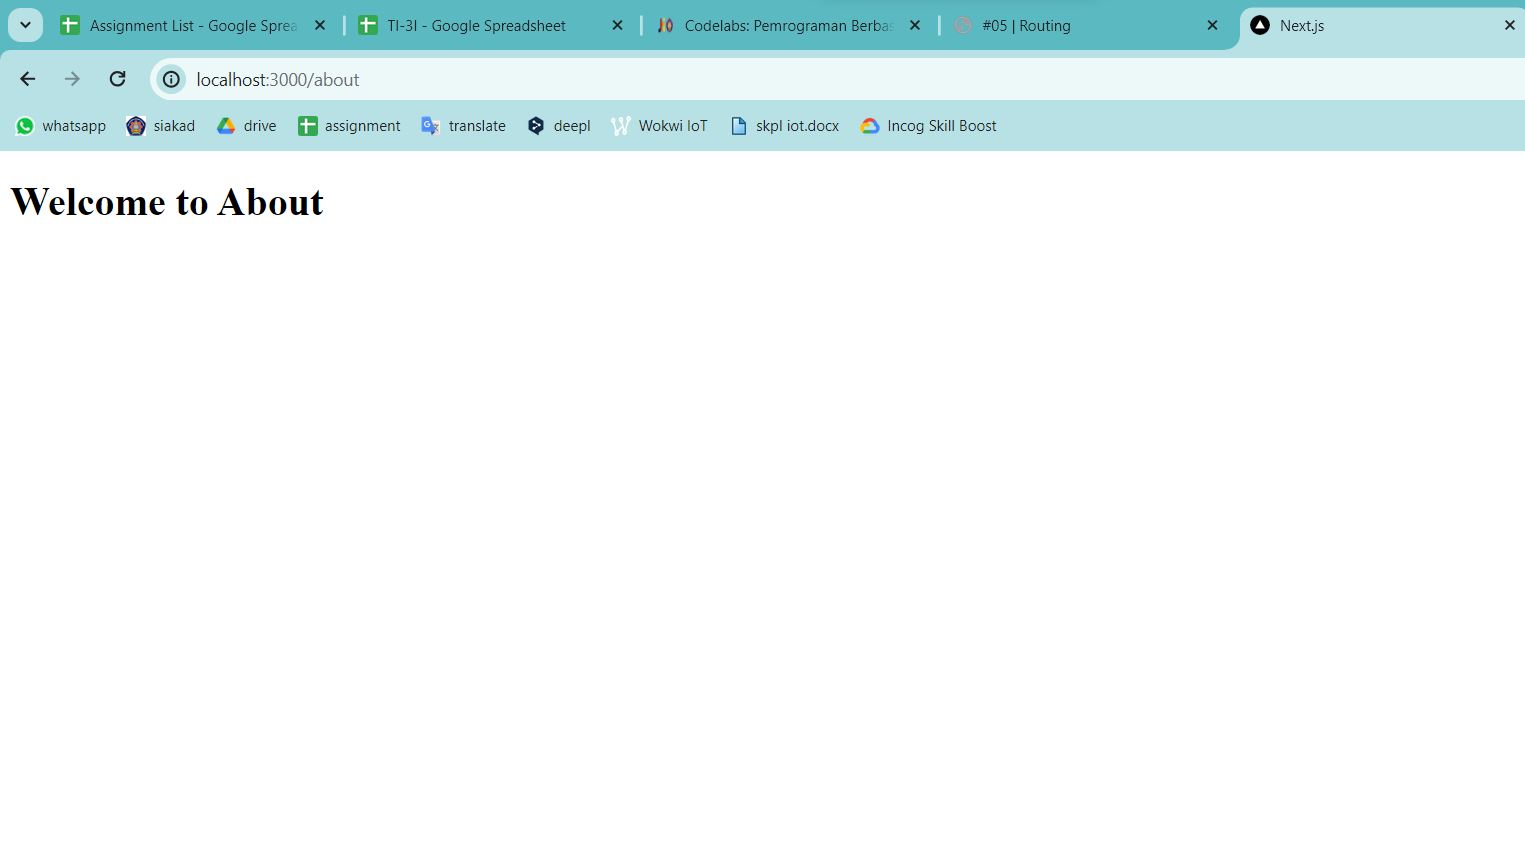 Assignment List - Google Sprea
TI-3I - Google Spreadsheet
Codelabs: Pemrograman Berbas
#05 | Routing
Next.js
localhost:3000/about
whatsapp siakad drive assignment translate deepl Wokwi IoT skpl iot.docx Incog Skill Boost
Welcome to About